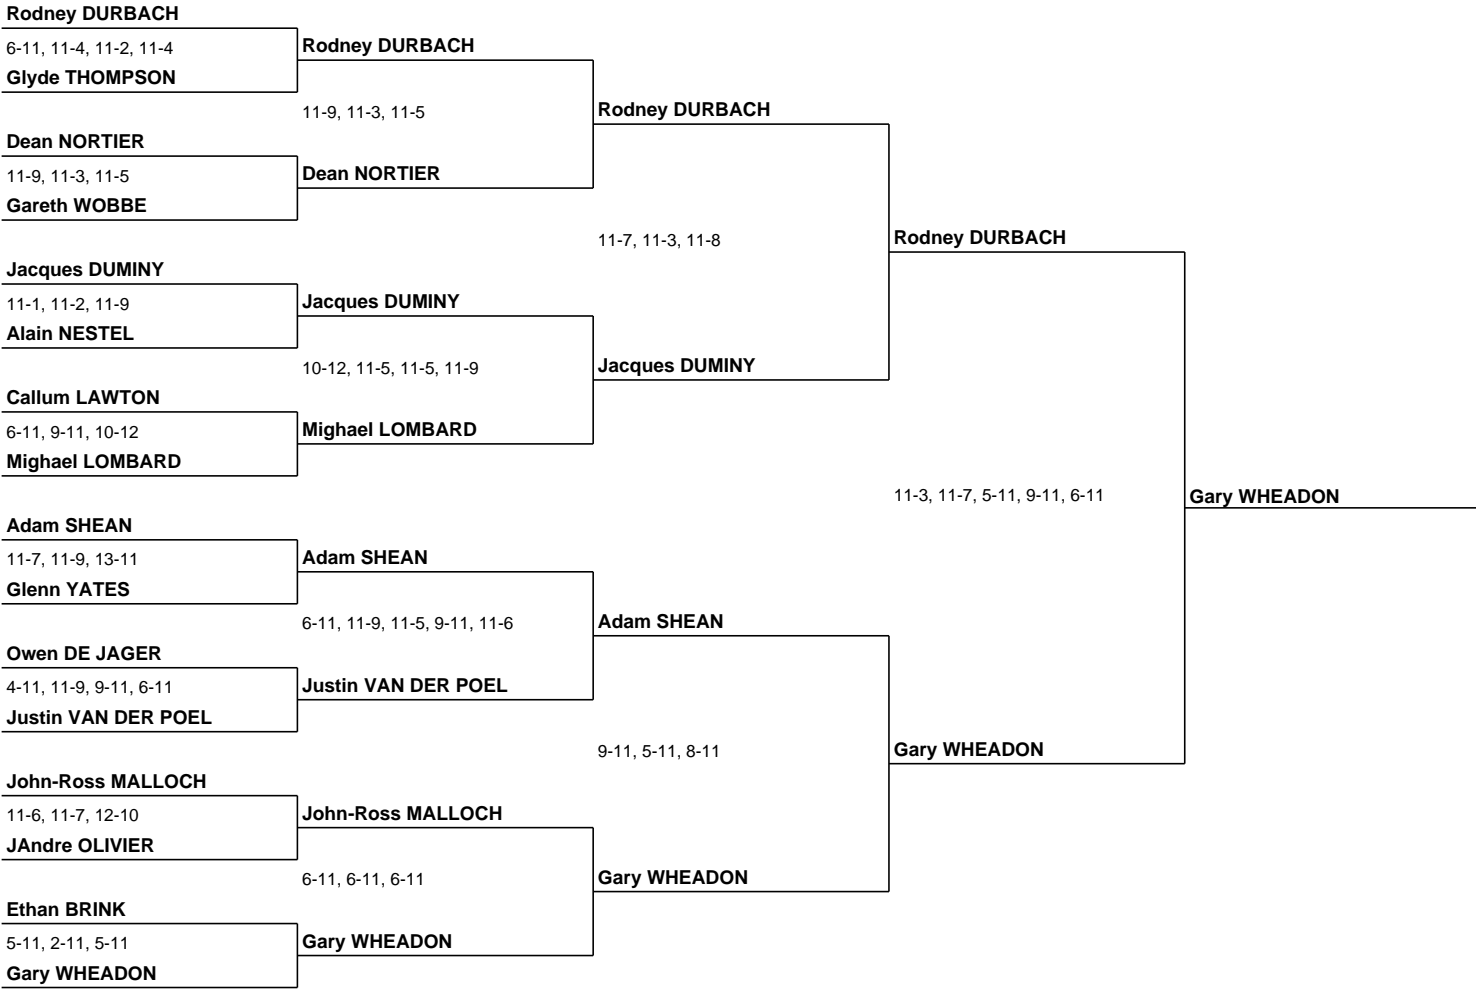 Rodney DURBACH
6-11, 11-4, 11-2, 11-4
Glyde THOMPSON
Dean NORTIER
11-9, 11-3, 11-5
Gareth WOBBE
Jacques DUMINY
11-1, 11-2, 11-9
Alain NESTEL
Callum LAWTON
6-11, 9-11, 10-12
Mighael LOMBARD
Adam SHEAN
11-7, 11-9, 13-11
Glenn YATES
Owen DE JAGER
4-11, 11-9, 9-11, 6-11
Justin VAN DER POEL
John-Ross MALLOCH
11-6, 11-7, 12-10
JAndre OLIVIER
Ethan BRINK
5-11, 2-11, 5-11
Gary WHEADON
Rodney DURBACH
11-9, 11-3, 11-5
Dean NORTIER
Jacques DUMINY
10-12, 11-5, 11-5, 11-9
Mighael LOMBARD
Adam SHEAN
6-11, 11-9, 11-5, 9-11, 11-6
Justin VAN DER POEL
John-Ross MALLOCH
6-11, 6-11, 6-11
Gary WHEADON
Rodney DURBACH
11-7, 11-3, 11-8
Jacques DUMINY
Adam SHEAN
9-11, 5-11, 8-11
Gary WHEADON
Rodney DURBACH
11-3, 11-7, 5-11, 9-11, 6-11
Gary WHEADON
Gary WHEADON